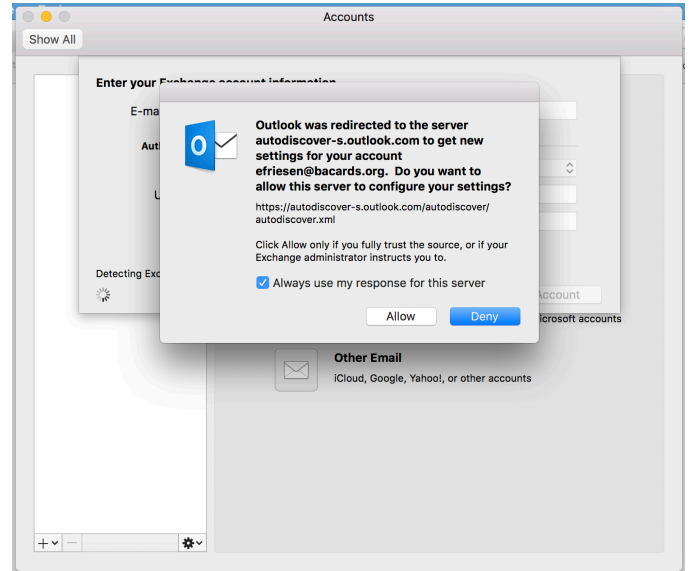 Accounts
Show All
Enter your Exchange account information
E-ma
Aut
U
Detecting Exc
Outlook was redirected to the server
autodiscover-s.outlook.com to get new
settings for your account
efriesen@bacards.org. Do you want to
allow this server to configure your settings?
https://autodiscover-s.outlook.com/autodiscover/
autodiscover.xml
Click Allow only if you fully trust the source, or if your
Exchange administrator instructs you to.
Always use my response for this server
Allow
Deny
Account
icrosoft accounts
Other Email
iCloud, Google, Yahoo!, or other accounts